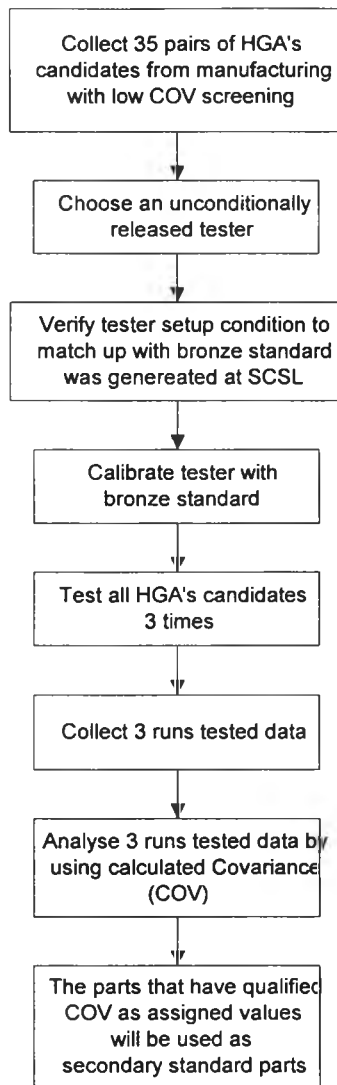 Collect 35 pairs of HGA's
candidates from manufacturing
with low COV screening
Choose an unconditionally
released tester
Verify tester setup condition to
match up with bronze standard
was genereated at SCSL
Calibrate tester with
bronze standard
Test all HGA's candidates
3 times
Collect 3 runs tested data
Analyse 3 runs tested data by
using calculated Covariance
(COV)
The parts that have qualified
COV as assigned values
will be used as
secondary standard parts